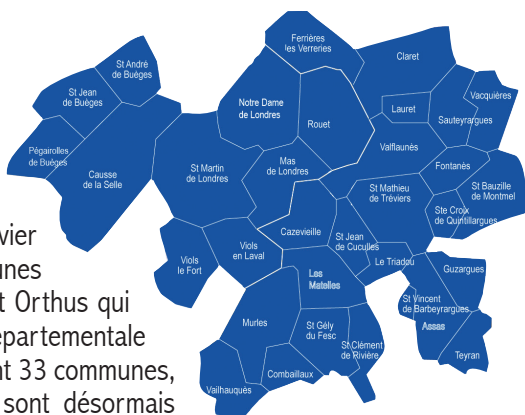 Ferrières
les Verreries
Claret
St André
de Buèges
St Jean
de Buèges
Notre Dame
de Londres
Rouet
Lauret
Vacquières
Sauteyrargues
Valflaunès
Pégairolles
de Buèges
Causse
de la Selle
St Martin
de Londres
Mas
de Londres
Fontanès
St Mathieu
de Tréviers
St Bauzille
de Montmel
Ste Croix
de Quintillargues
Cazevieille
St Jean
de Cuculles
Viols
le Fort
Viols
en Laval
Le Triadou
Guzargues
Les
Matelles
St Vincent
de Barbeyrargues
Assas
Murles
St Gély
du Fesc
St Clément
de Rivière
Teyran
Combaillaux
Vailhauquès
vier
unes
t Orthus qui
épartementale
nt 33 communes,
sont désormais